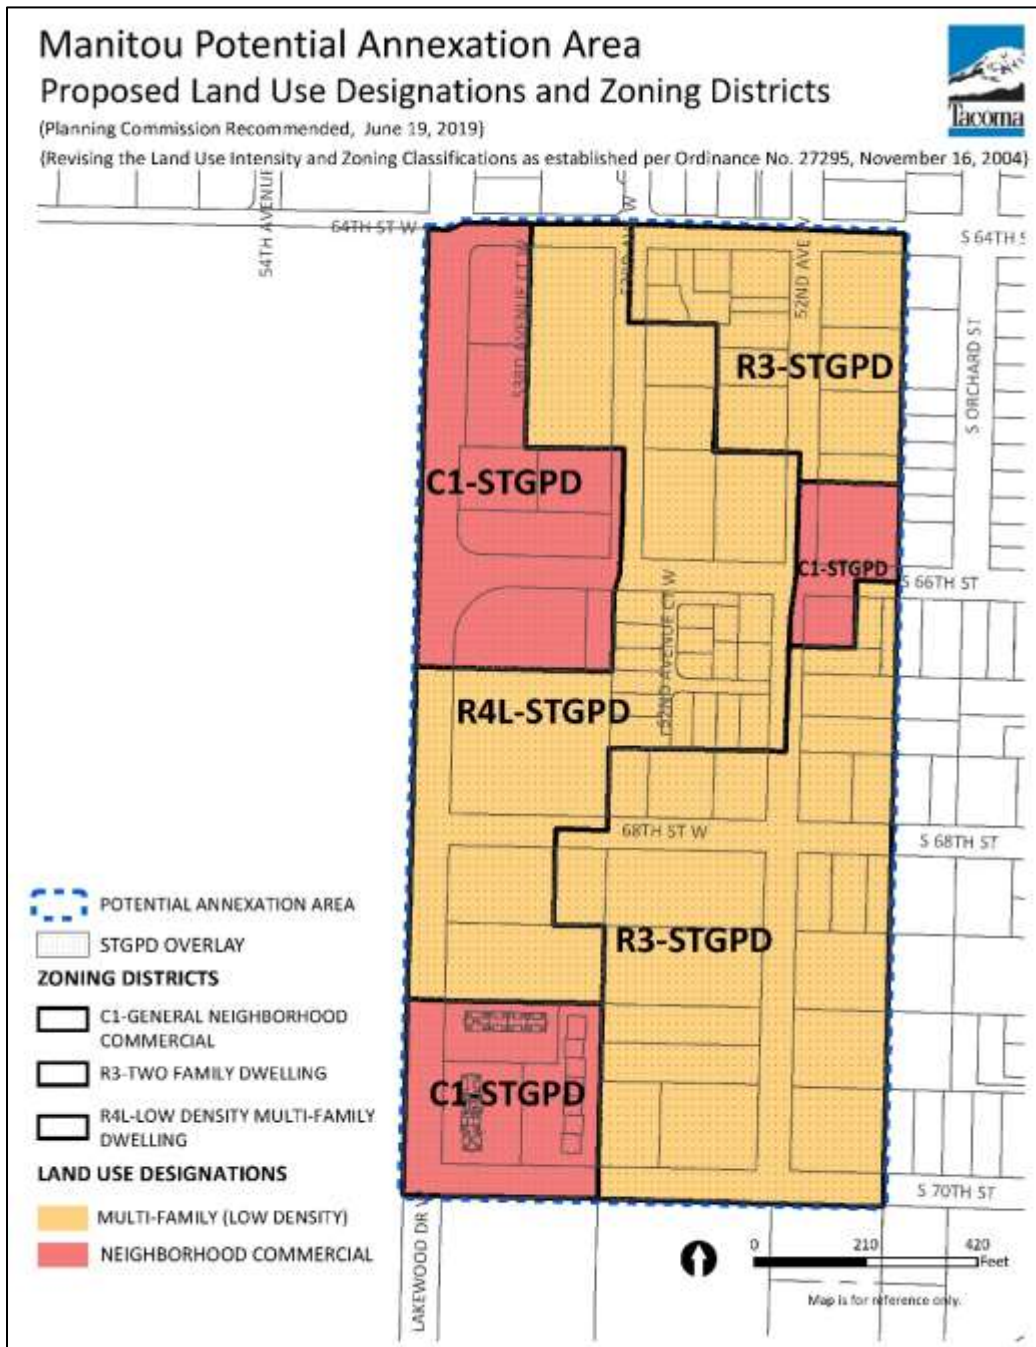 Manitou Potential Annexation Area
Proposed Land Use Designations and Zoning Districts
(Planning Commission Recommended, June 19, 2019)
(Revising the Land Use Intensity and Zoning Classifications as established per Ordinance No. 27295, November 16, 2004)
Tacoma
54TH AVENUE
64TH ST W
53RD AVENUE CT W
52ND AVE W
S 64TH S
S ORCHARD ST
R3-STGPD
C1-STGPD
C1-STGPD
S 66TH ST
52ND AVENUE CT W
R4L-STGPD
68TH ST W
S 68TH ST
R3-STGPD
C1-STGPD
S 70TH ST
LAKEWOOD DR W
POTENTIAL ANNEXATION AREA
STGPD OVERLAY
ZONING DISTRICTS
C1-GENERAL NEIGHBORHOOD
COMMERCIAL
R3-TWO FAMILY DWELLING
R4L-LOW DENSITY MULTI-FAMILY
DWELLING
LAND USE DESIGNATIONS
MULTI-FAMILY (LOW DENSITY)
NEIGHBORHOOD COMMERCIAL
0 210 420
Feet
Map is for reference only.